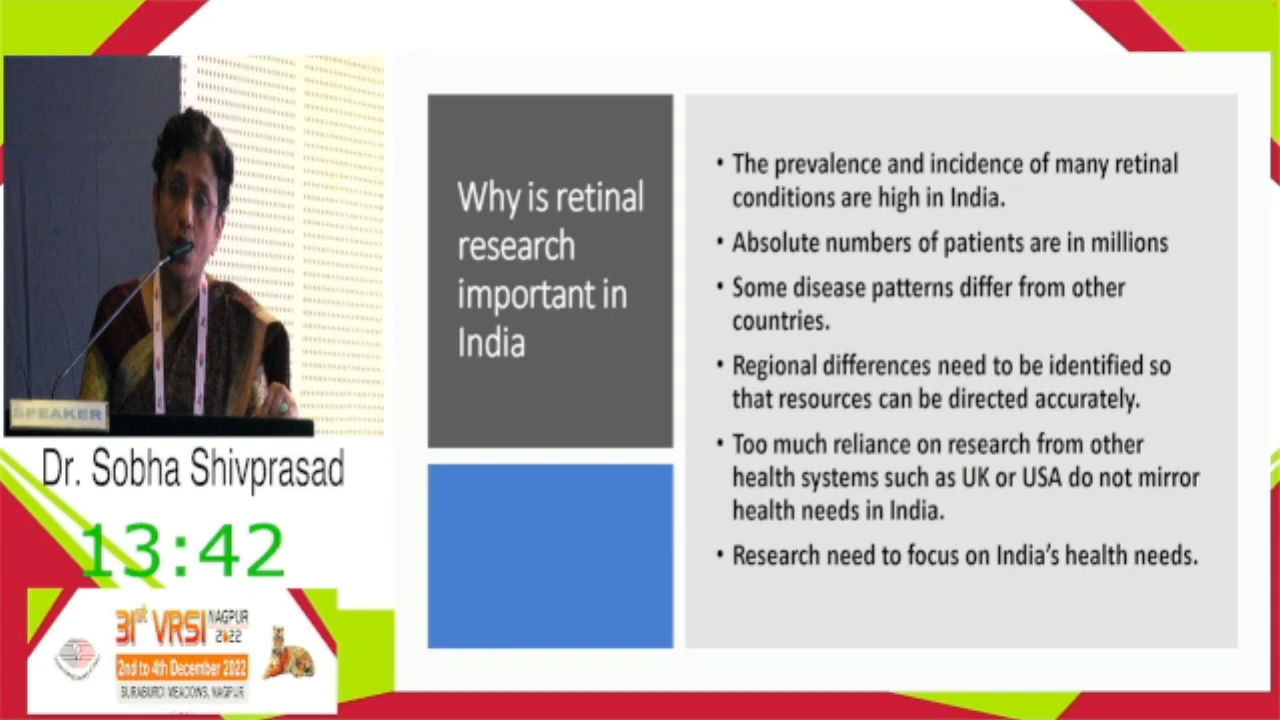 SPEAKER
Dr. Sobha Shivprasad
13:42
31st VRSI NAGPUR
2022
2nd to 4th December 2022
SURABURDI MEADOWS, NAGPUR
Why is retinal
research
important in
India
• The prevalence and incidence of many retinal
conditions are high in India.
• Absolute numbers of patients are in millions
• Some disease patterns differ from other
countries.
• Regional differences need to be identified so
that resources can be directed accurately.
• Too much reliance on research from other
health systems such as UK or USA do not mirror
health needs in India.
• Research need to focus on India's health needs.